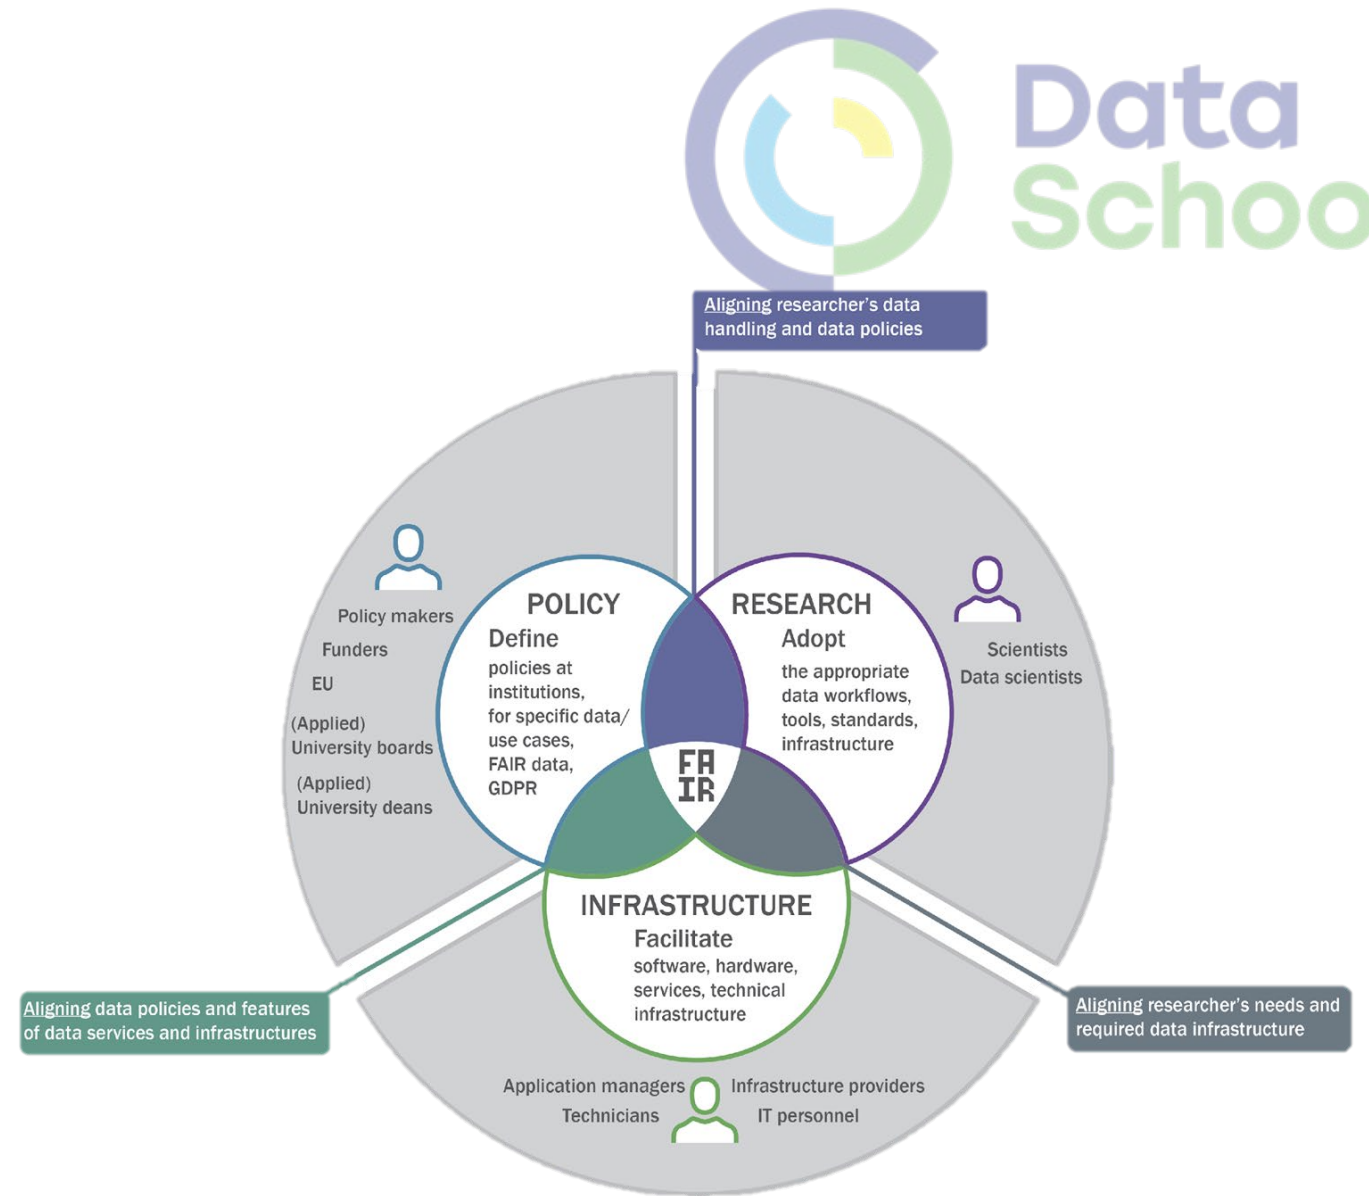 Data
Schoo
Aligning researcher's data
handling and data policies
Policy makers
Funders
EU
(Applied)
University boards
(Applied)
University deans
POLICY
Define
policies at
institutions,
for specific data/
use cases,
FAIR data,
GDPR
RESEARCH
Adopt
the appropriate
data workflows,
tools, standards,
infrastructure
Scientists
Data scientists
FA
IR
INFRASTRUCTURE
Facilitate
software, hardware,
services, technical
infrastructure
Aligning data policies and features
of data services and infrastructures
Aligning researcher's needs and
required data infrastructure
Application managers
Technicians
Infrastructure providers
IT personnel